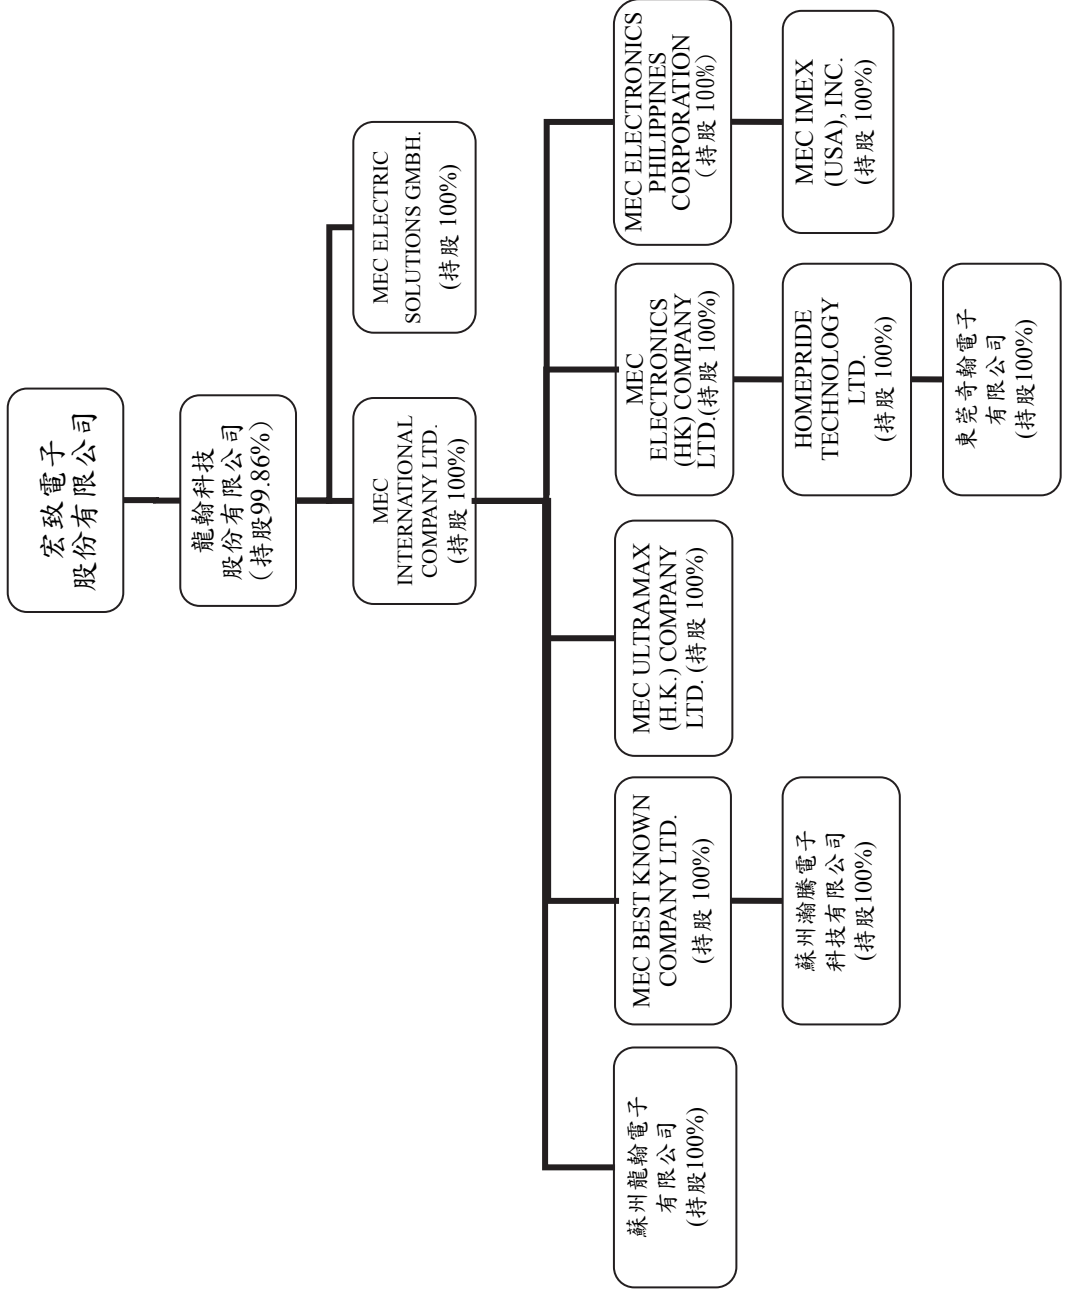 宏致電子
股份有限公司
龍翰科技
股份有限公司
(持股99.86%)
MEC
INTERNATIONAL
COMPANY LTD.
(持股 100%)
MEC ELECTRIC
SOLUTIONS GMBH.
(持股 100%)
蘇州龍翰電子
有限公司
(持股100%)
MEC BEST KNOWN
COMPANY LTD.
(持股 100%)
MEC ULTRAMAX
(H.K.) COMPANY
LTD. (持股 100%)
MEC
ELECTRONICS
(HK) COMPANY
LTD.(持股 100%)
MEC ELECTRONICS
PHILIPPINES
CORPORATION
(持股 100%)
蘇州瀚騰電子
科技有限公司
(持股100%)
HOMEPRIDE
TECHNOLOGY
LTD.
(持股 100%)
MEC IMEX
(USA), INC.
(持股 100%)
東莞奇翰電子
有限公司
(持股100%)